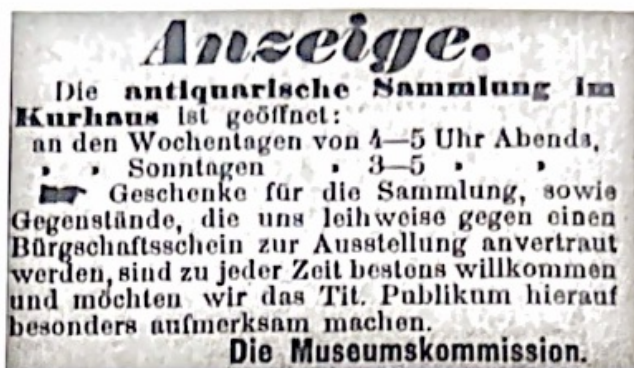 Anzeige.
Die antiquarische Sammlung im
Kurhaus ist geöffnet:
an den Wochentagen von 4—5 Uhr Abends,
" " Sonntagen " 3—5 " "
☛ Geschenke für die Sammlung, sowie
Gegenstände, die uns leihweise gegen einen
Bürgschaftsschein zur Ausstellung anvertraut
werden, sind zu jeder Zeit bestens willkommen
und möchten wir das Tit. Publikum hierauf
besonders aufmerksam machen.
Die Museumskommission.